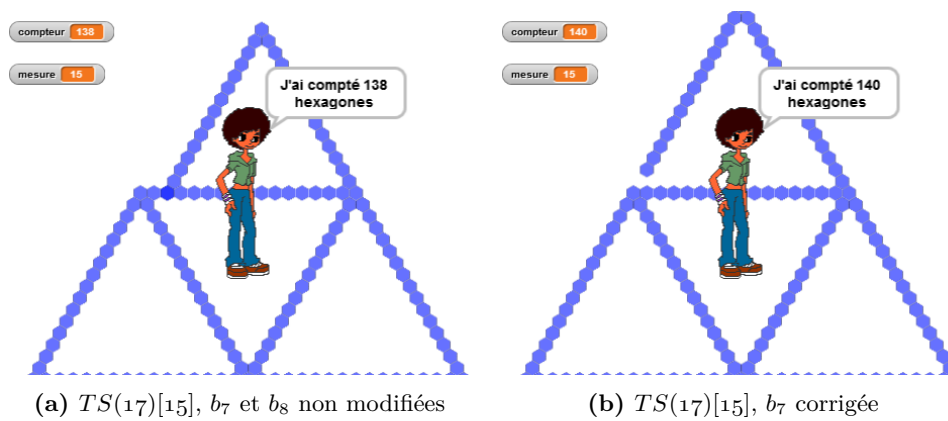 compteur 138
mesure 15
J'ai compté 138
hexagones
compteur 140
mesure 15
J'ai compté 140
hexagones
(a) TS(17)[15], b₇ et b₈ non modifiées
(b) TS(17)[15], b₇ corrigée